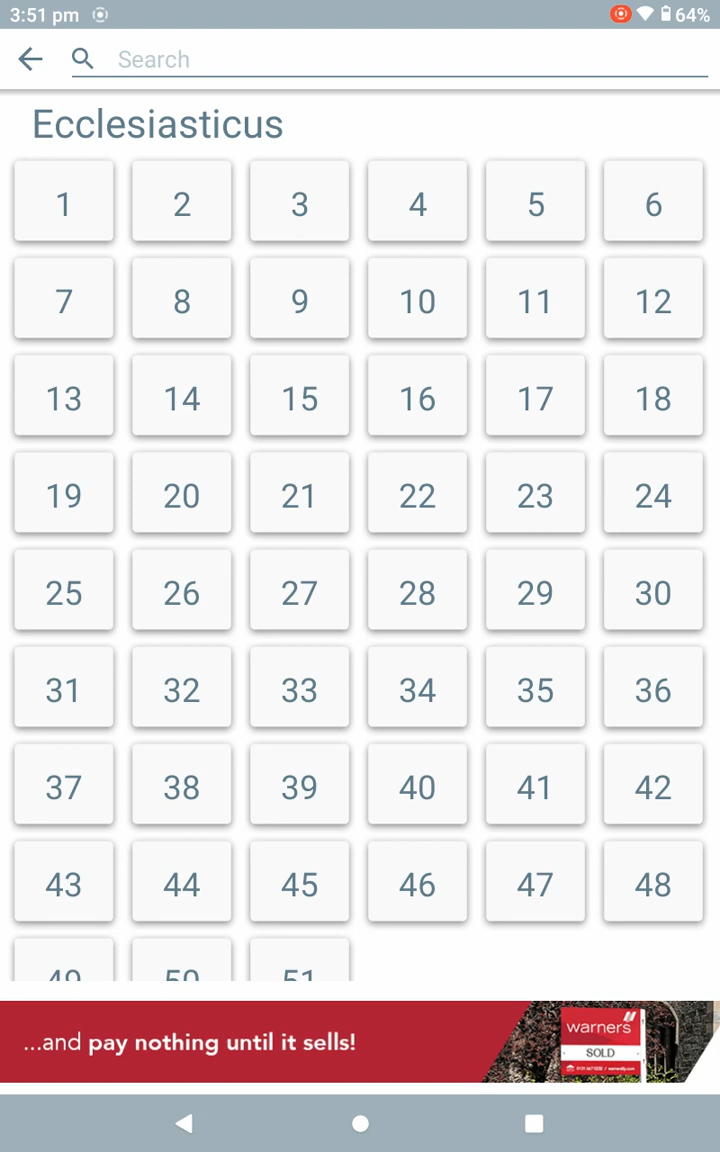 3:51 pm 64%
Search
Ecclesiasticus
1 2 3 4 5 6
7 8 9 10 11 12
13 14 15 16 17 18
19 20 21 22 23 24
25 26 27 28 29 30
31 32 33 34 35 36
37 38 39 40 41 42
43 44 45 46 47 48
49 50 51
...and pay nothing until it sells!
warners
SOLD